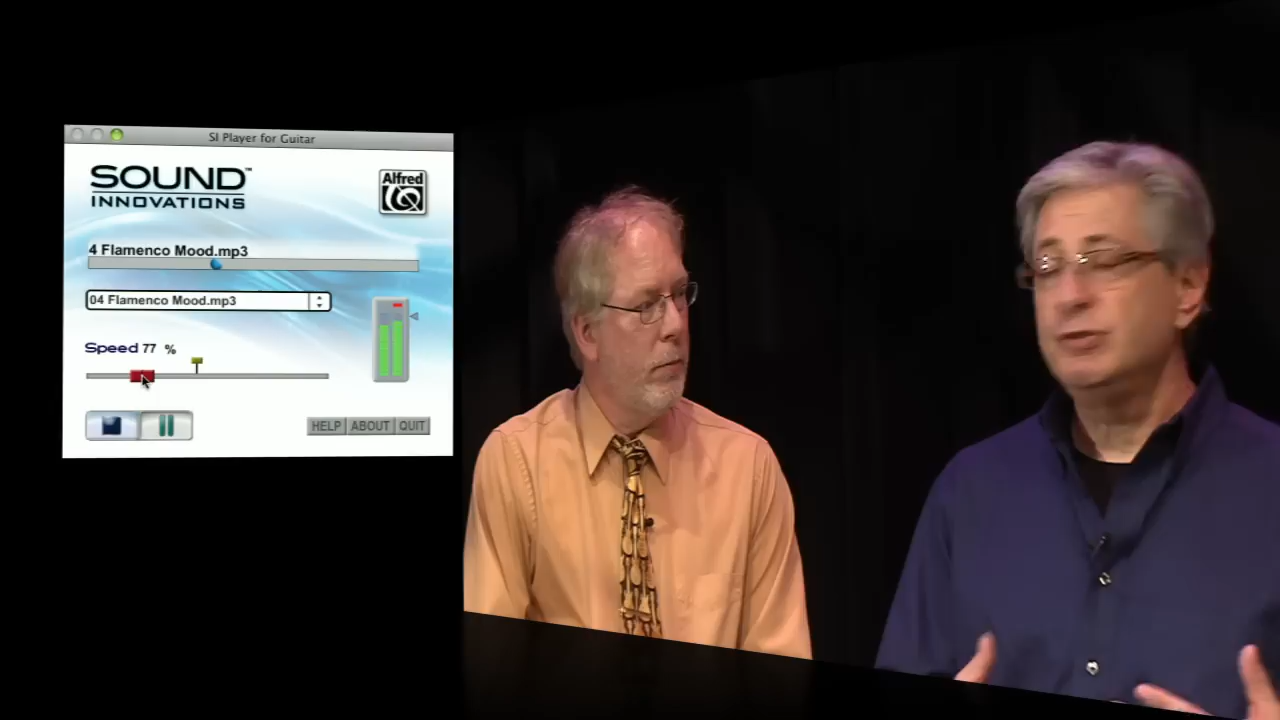 SI Player for Guitar
SOUND™
INNOVATIONS
Alfred
4 Flamenco Mood.mp3
04 Flamenco Mood.mp3
Speed 77 %
HELP ABOUT QUIT